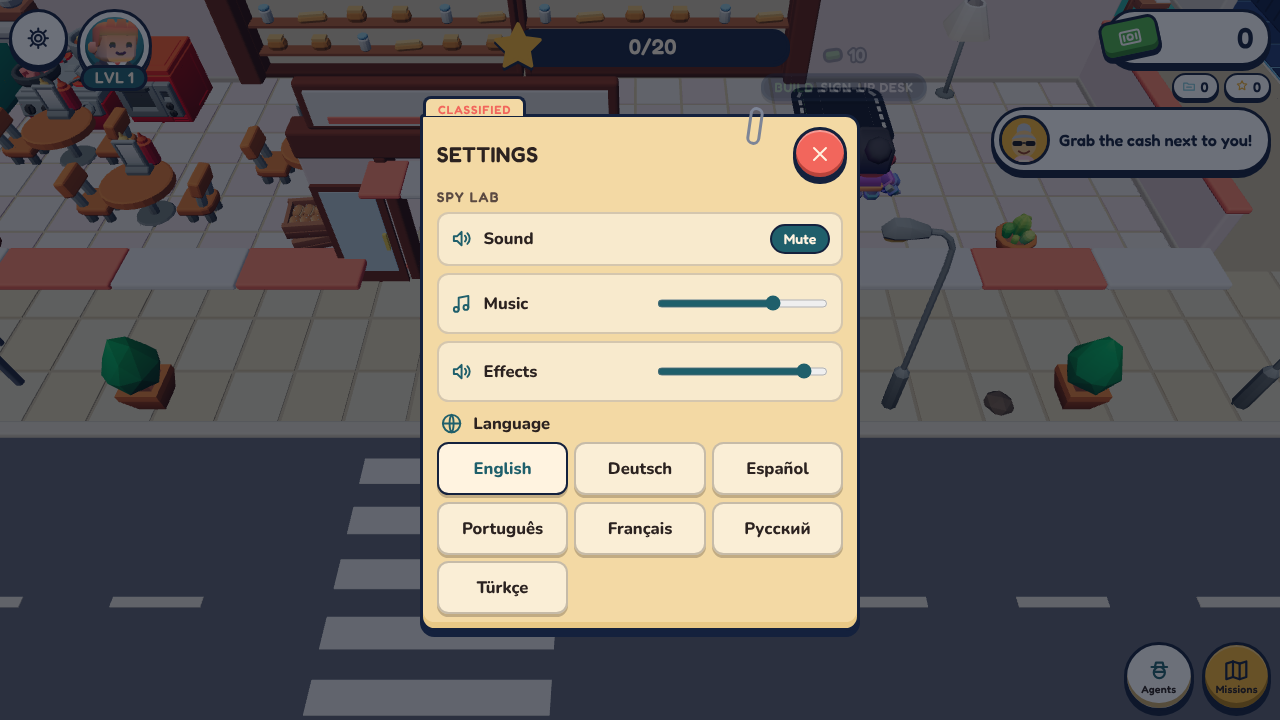 LVL 1
0/20
10
BUILD SIGN-UP DESK
0
0
0
Grab the cash next to you!
CLASSIFIED
SETTINGS
SPY LAB
Sound
Mute
Music
Effects
Language
English
Deutsch
Español
Português
Français
Русский
Türkçe
Agents
Missions